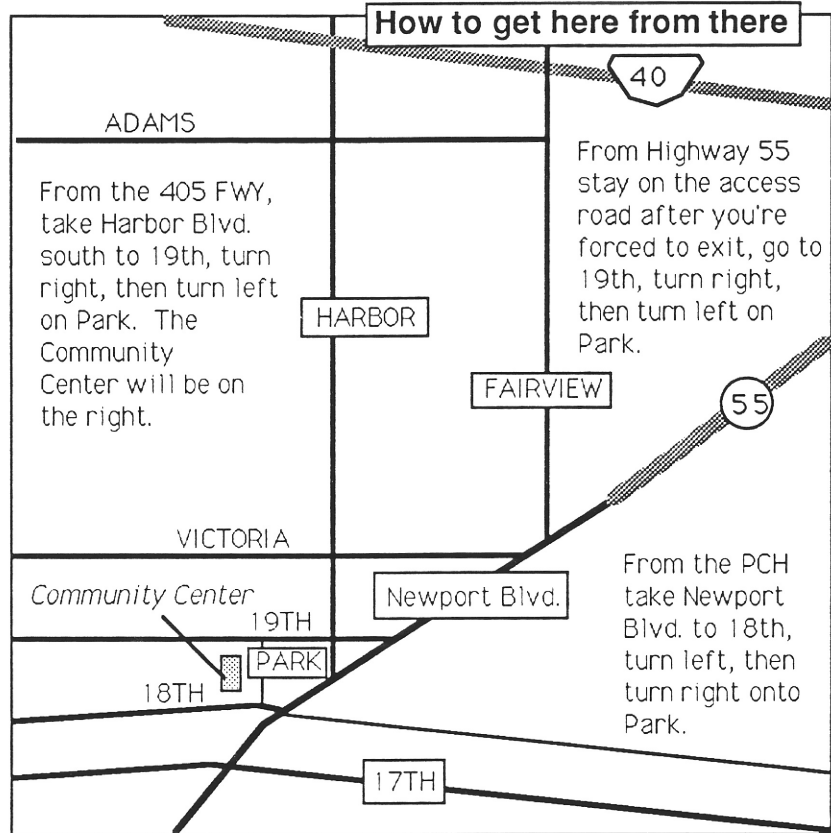 How to get here from there
40
ADAMS
From the 405 FWY,
take Harbor Blvd.
south to 19th, turn
right, then turn left
on Park. The
Community
Center will be on
the right.
From Highway 55
stay on the access
road after you're
forced to exit, go to
19th, turn right,
then turn left on
Park.
HARBOR
FAIRVIEW
55
VICTORIA
Community Center
19TH
Newport Blvd.
PARK
18TH
From the PCH
take Newport
Blvd. to 18th,
turn left, then
turn right onto
Park.
17TH